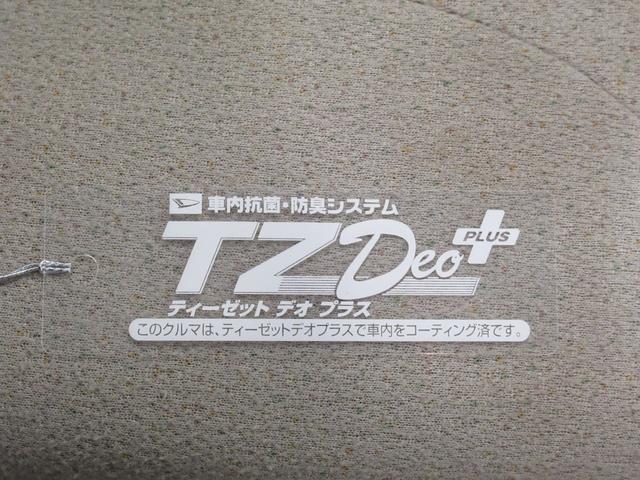 車内抗菌・防臭システム
TZDeo PLUS
ティーゼット デオ プラス
このクルマは、ティーゼットデオプラスで車内をコーティング済です。